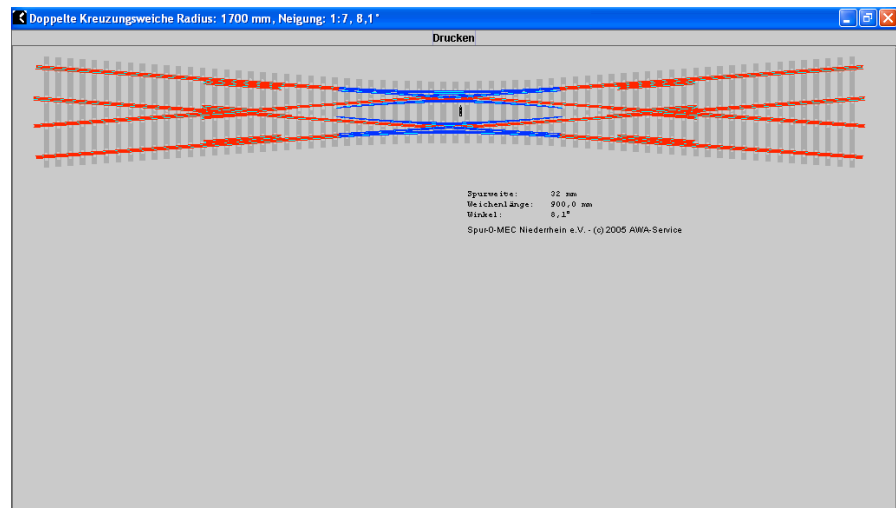 Doppelte Kreuzungsweiche Radius: 1700 mm, Neigung: 1:7, 8,1°
Drucken
Spurweite: 32 mm
Weichenlänge: 900,0 mm
Winkel: 8,1°
Spur-0-MEC Niederrhein e.V. - (c) 2005 AWA-Service